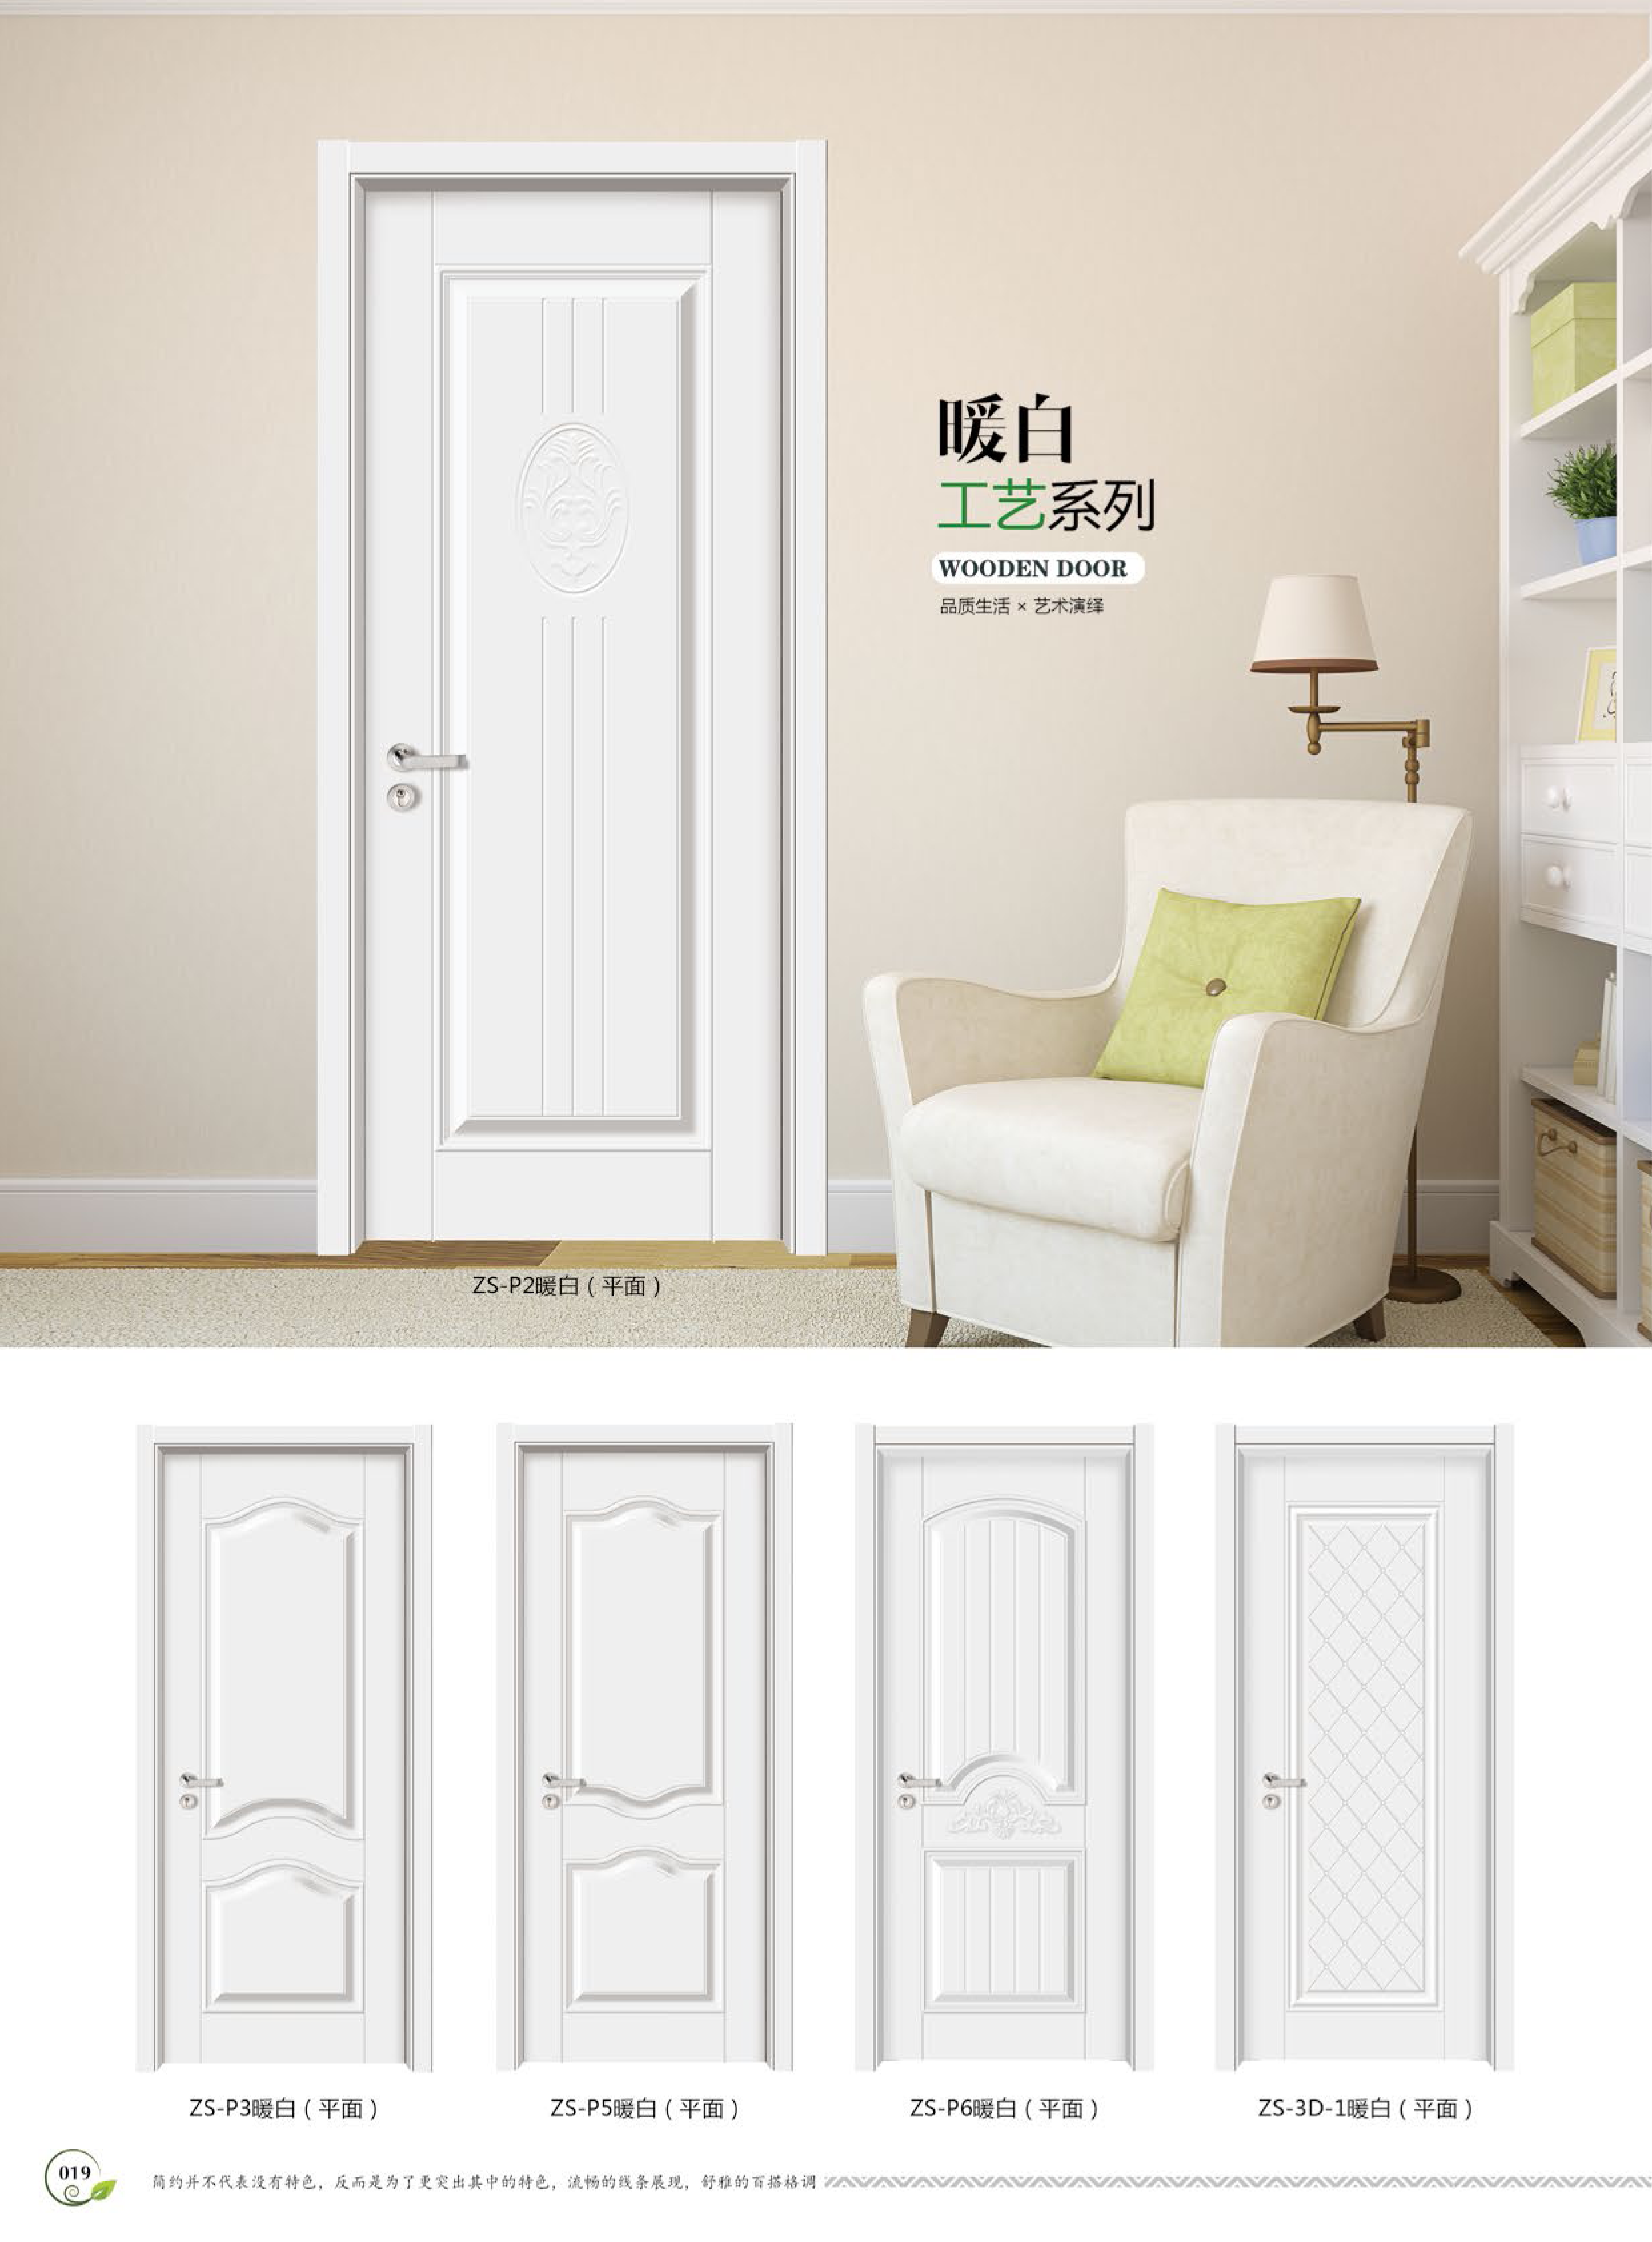 暖白
工艺系列
WOODEN DOOR
品质生活 × 艺术演绎
ZS-P2暖白（平面）
ZS-P3暖白（平面）
ZS-P5暖白（平面）
ZS-P6暖白（平面）
ZS-3D-1暖白（平面）
019
简约并不代表没有特色，反而是为了更突出其中的特色，流畅的线条展现，舒雅的百搭格调